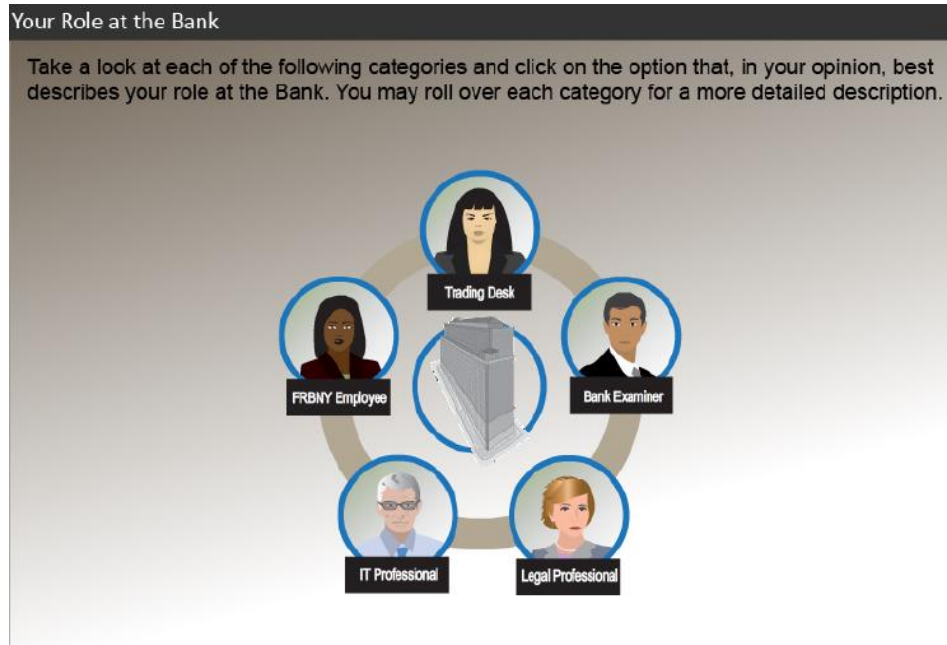 Your Role at the Bank
Take a look at each of the following categories and click on the option that, in your opinion, best
describes your role at the Bank. You may roll over each category for a more detailed description.
Trading Desk
FRBNY Employee
Bank Examiner
IT Professional
Legal Professional